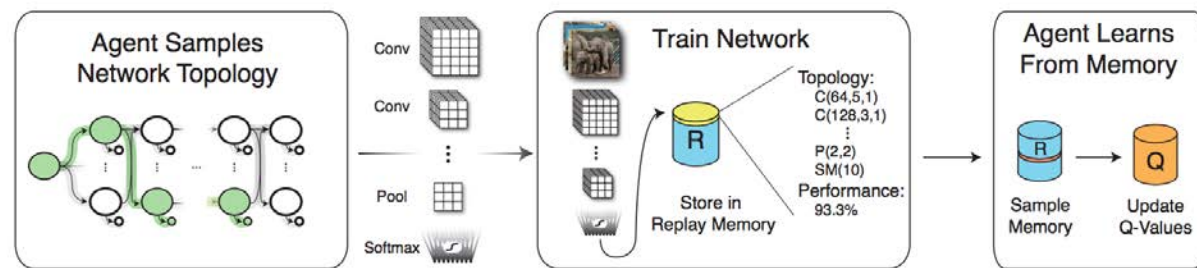 Agent Samples
Network Topology
Conv
Conv
Pool
Softmax
Train Network
R
Store in
Replay Memory
Topology:
C(64,5,1)
C(128,3,1)
P(2,2)
SM(10)
Performance:
93.3%
Agent Learns
From Memory
R
Sample
Memory
Q
Update
Q-Values